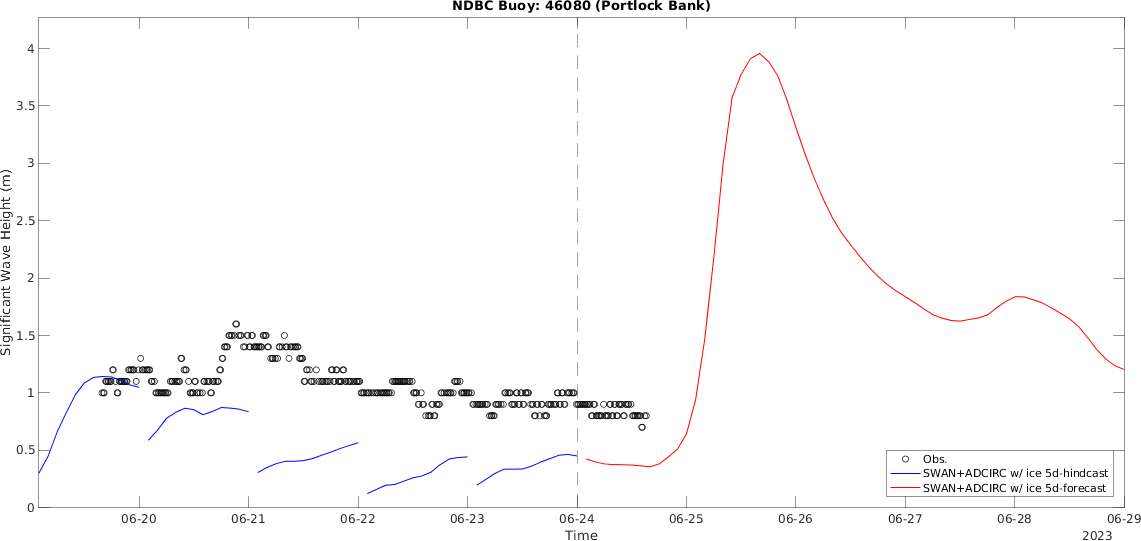 NDBC Buoy: 46080 (Portlock Bank)
Significant Wave Height (m)
4
3.5
3
2.5
2
1.5
1
0.5
0
Obs.
SWAN+ADCIRC w/ ice 5d-hindcast
SWAN+ADCIRC w/ ice 5d-forecast
06-20 06-21 06-22 06-23 06-24 06-25 06-26 06-27 06-28 06-29
Time
2023